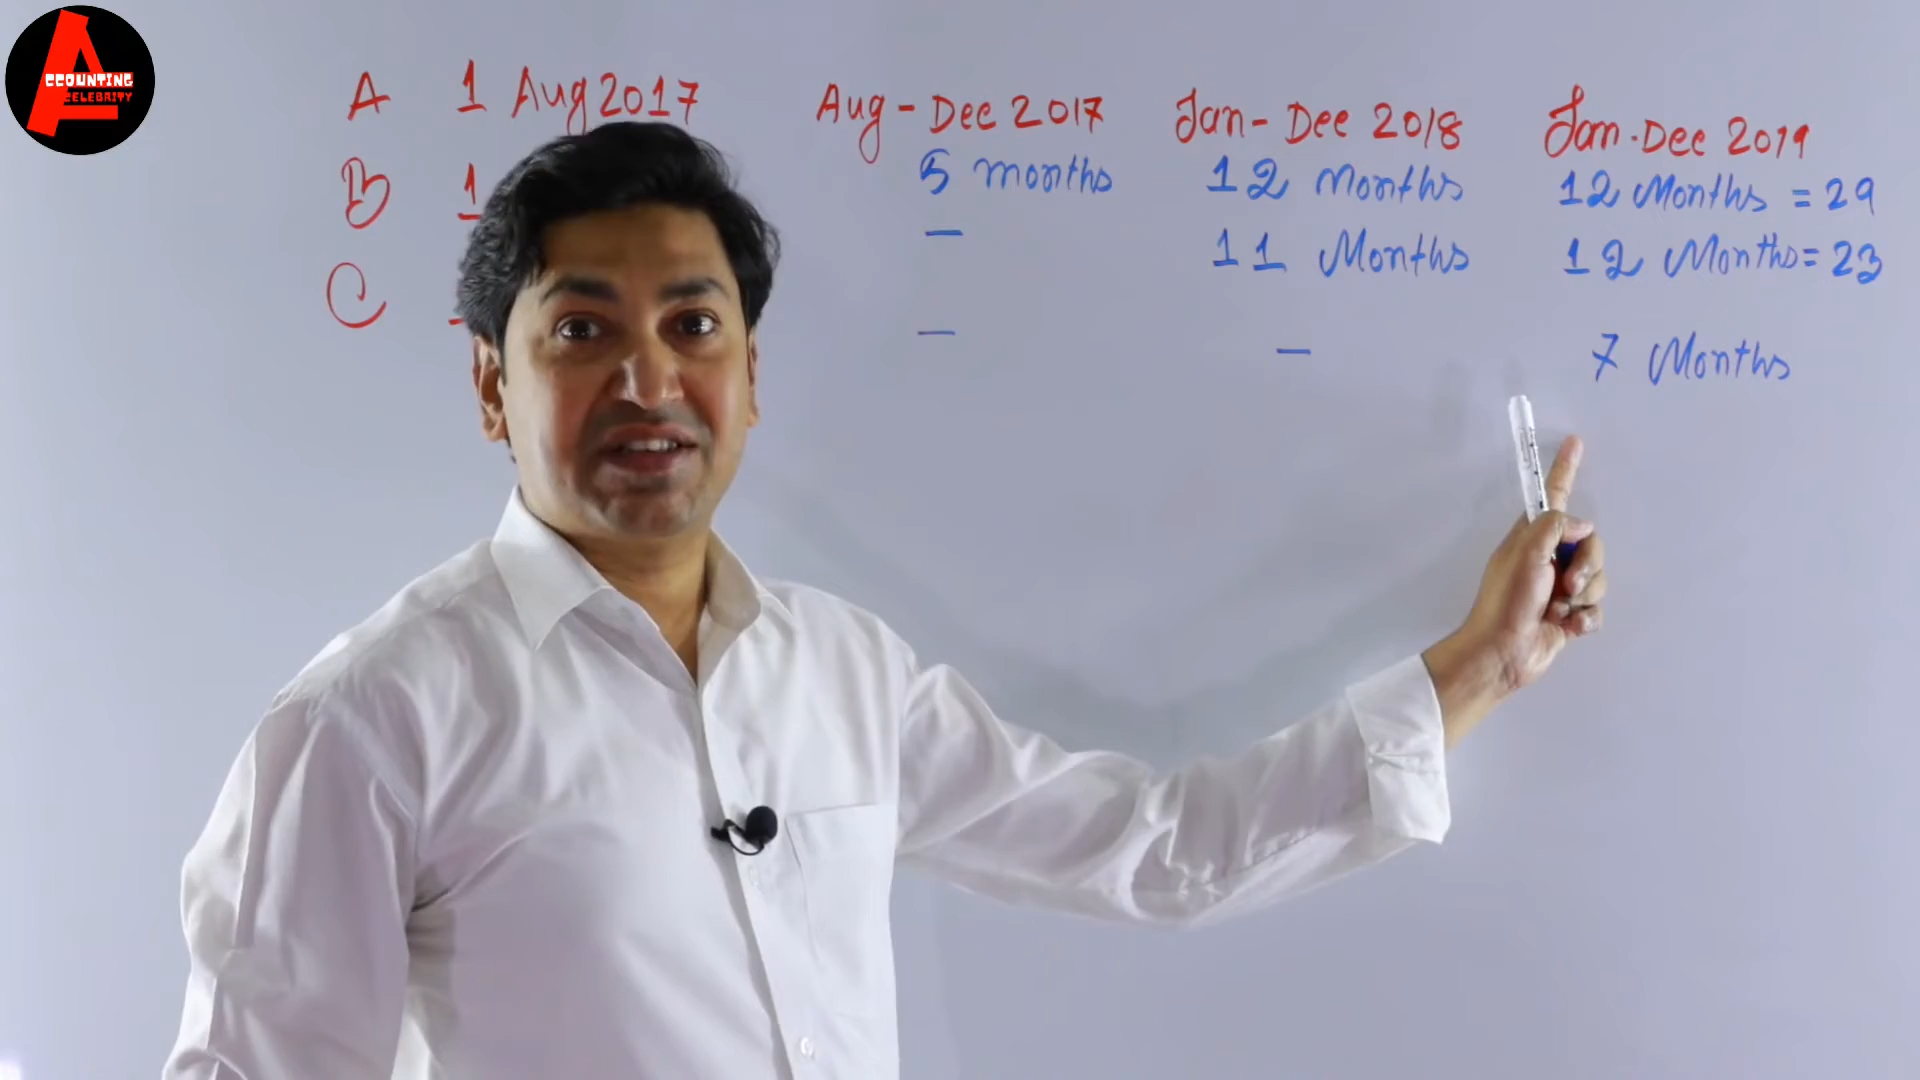 ACCOUNTING
CELEBRITY
A 1 Aug 2017 Aug - Dec 2017 Jan - Dec 2018 Jan - Dec 2019
B 1 5 months 12 Months 12 Months = 29
— 11 Months 12 Months = 23
C — — 7 Months